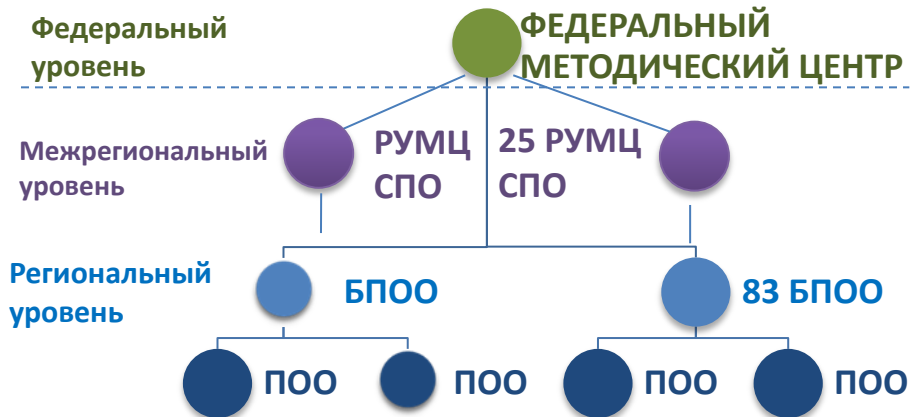 Федеральный
уровень
ФЕДЕРАЛЬНЫЙ
МЕТОДИЧЕСКИЙ ЦЕНТР
Межрегиональный
уровень
РУМЦ
СПО
25 РУМЦ
СПО
Региональный
уровень
БПОО
83 БПОО
ПОО
ПОО
ПОО
ПОО